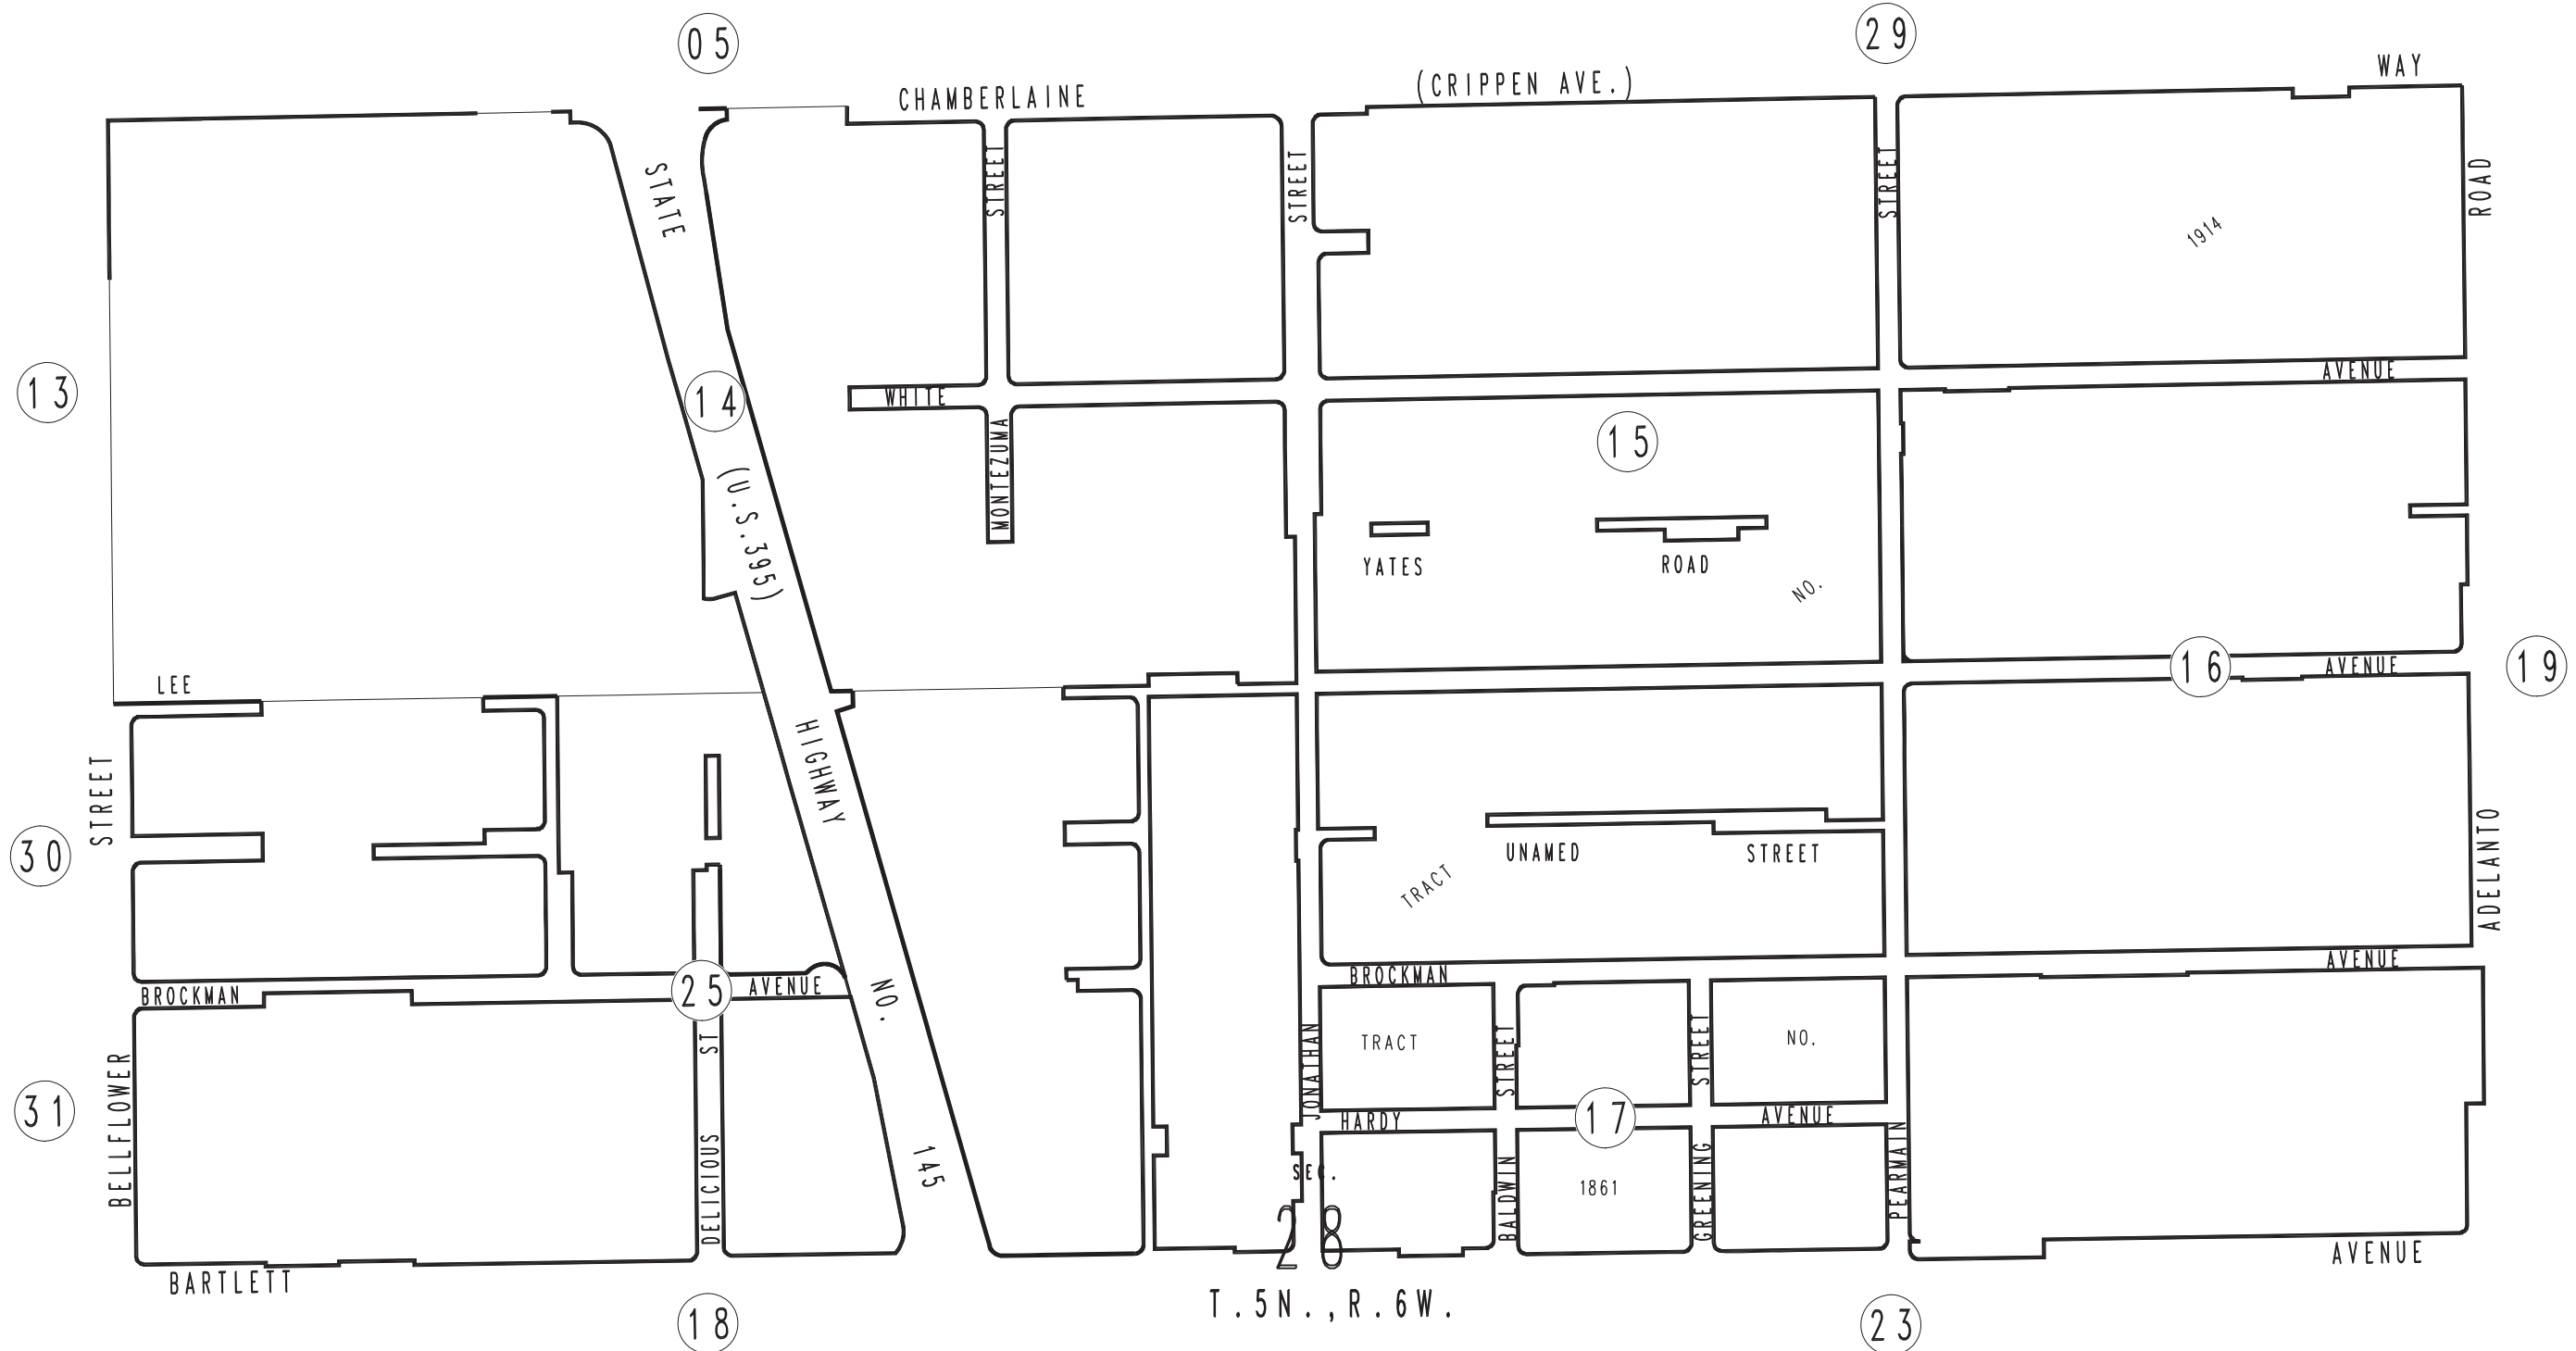 05
29
CHAMBERLAINE (CRIPPEN AVE.) WAY
STATE
STREET
STREET
STREET
1914
ROAD
13
14
WHITE
AVENUE
MONTEZUMA
15
(U.S.395)
YATES
ROAD
NO.
LEE
16
AVENUE
19
HIGHWAY
STREET
30
UNAMED STREET
TRACT
ADELANTO
BROCKMAN
25
AVENUE
NO.
BROCKMAN
AVENUE
ST
JONATHAN
TRACT
STREET
STREET
NO.
31
BELLFLOWER
HARDY
17
AVENUE
DELICIOUS
145
SEC.
28
BALDWIN
1861
GREENING
PEARMAIN
BARTLETT
AVENUE
T.5N.,R.6W.
18
23